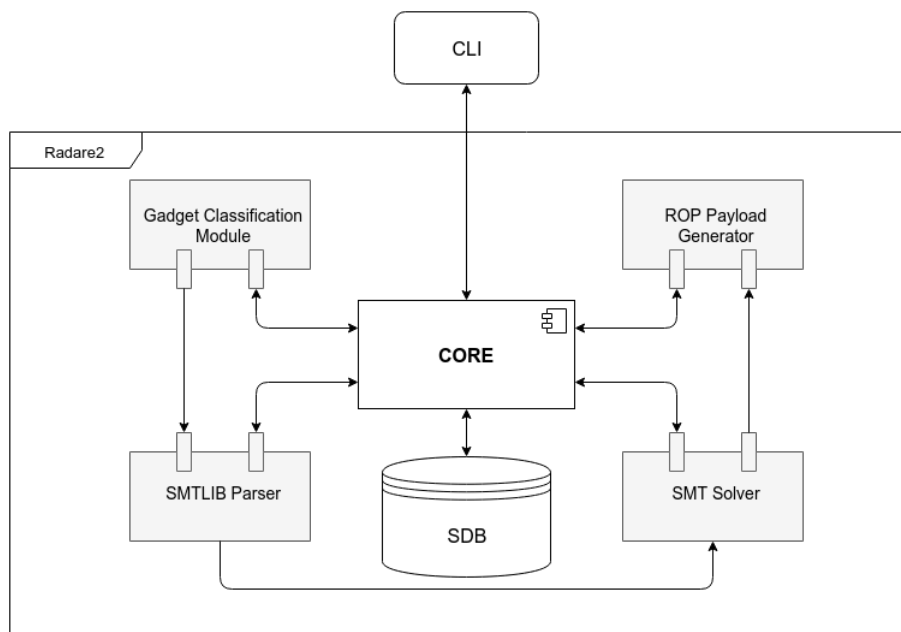 CLI
Radare2
Gadget Classification
Module
ROP Payload
Generator
CORE
SMTLIB Parser
SMT Solver
SDB